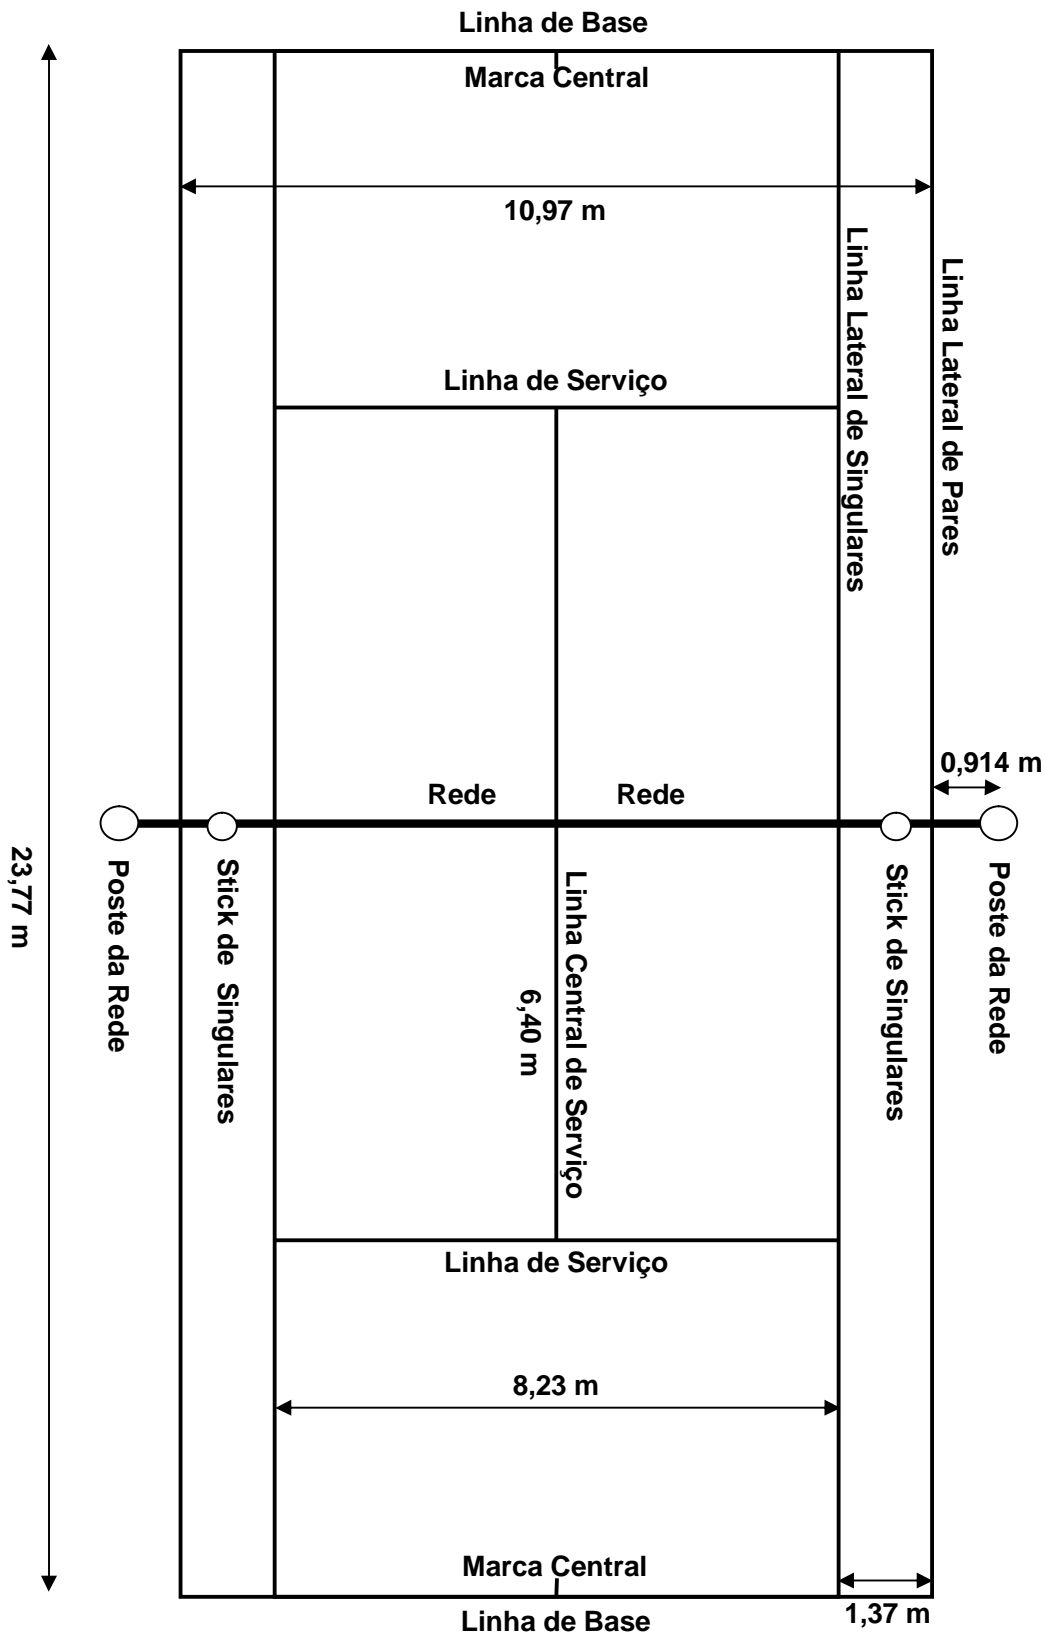 Linha de Base
Marca Central
10,97 m
Linha Lateral de Singulares
Linha Lateral de Pares
Linha de Serviço
0,914 m
Rede
Rede
23,77 m
Poste da Rede
Stick de Singulares
Linha Central de Serviço
6,40 m
Stick de Singulares
Poste da Rede
Linha de Serviço
8,23 m
Marca Central
1,37 m
Linha de Base